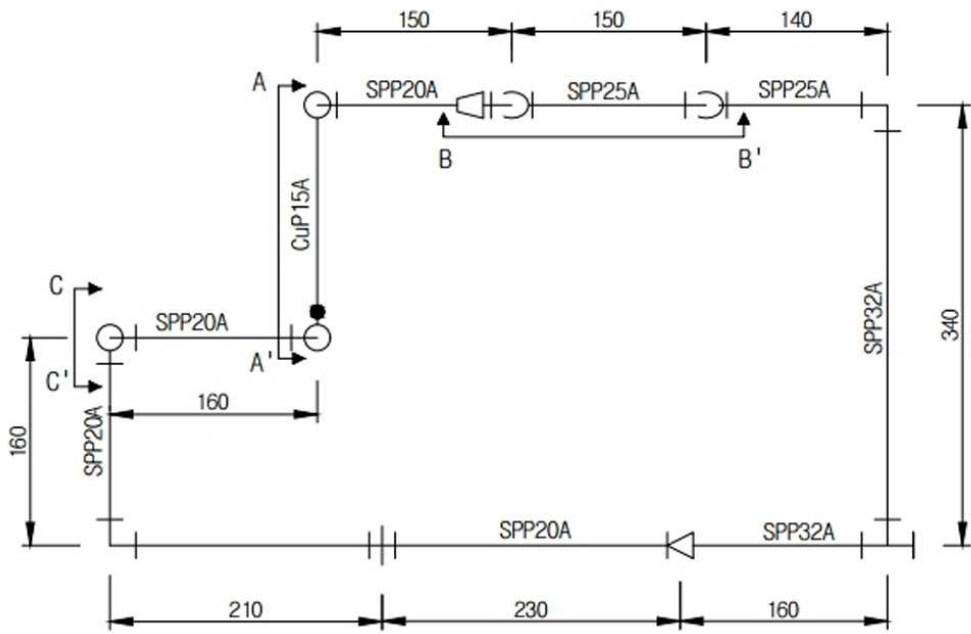 150 150 140
A SPP20A SPP25A SPP25A
B B'
CuP15A
C SPP20A SPP32A 340
A'
C'
160 SPP20A 160
SPP20A SPP32A
210 230 160